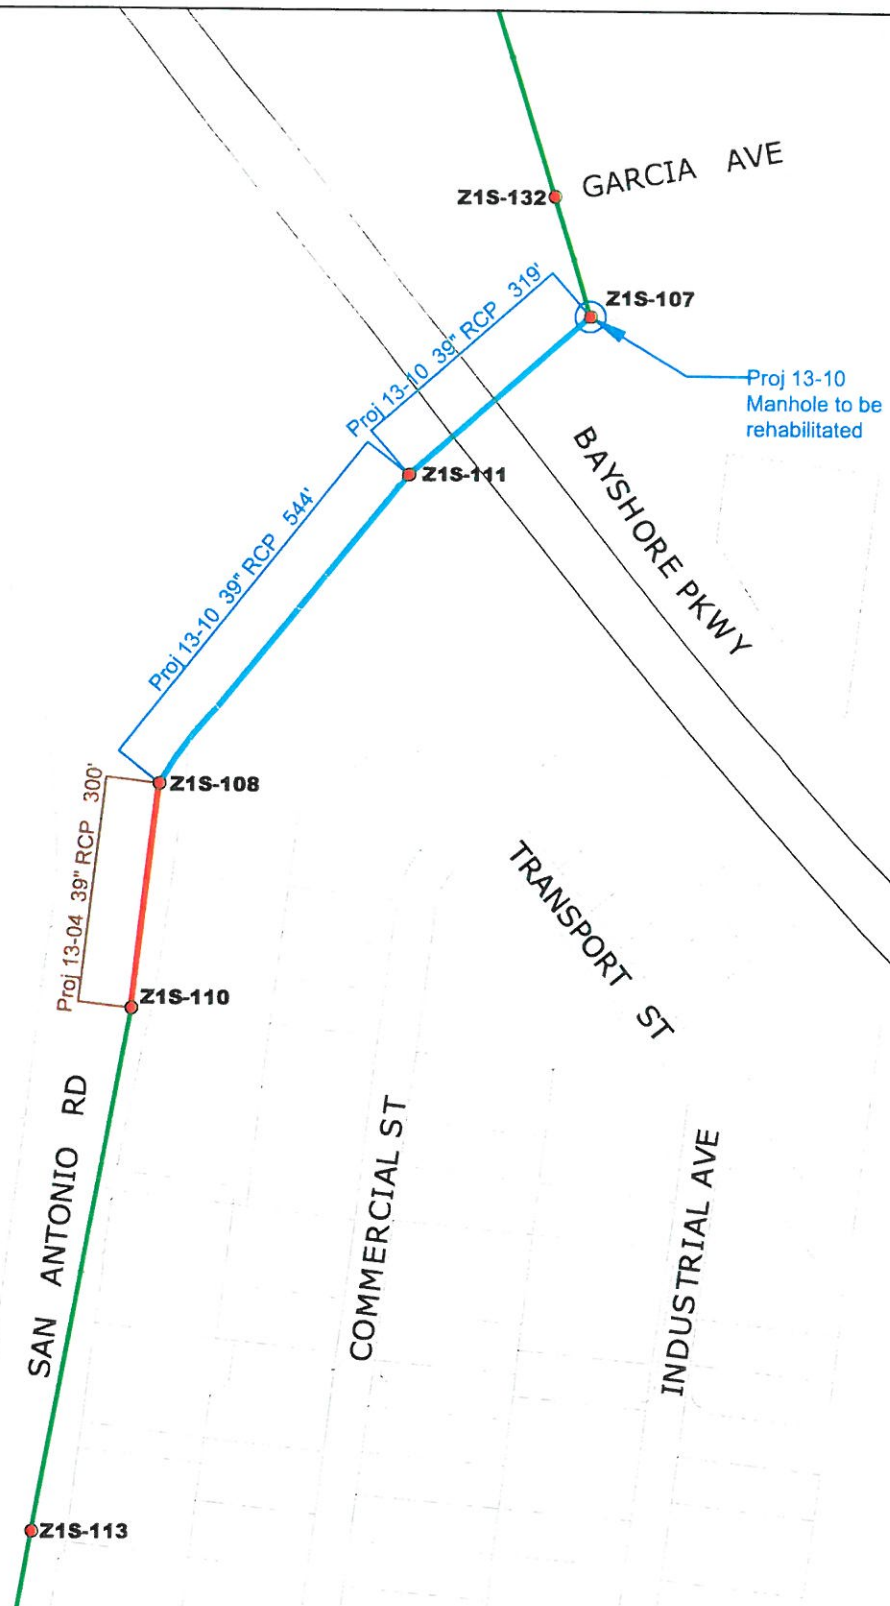 GARCIA AVE
Z1S-132
Z1S-107
Proj 13-10 39" RCP 319'
Proj 13-10
Manhole to be
rehabilitated
Z1S-111
BAYSHORE PKWY
Proj 13-10 39" RCP 544'
Z1S-108
Proj 13-04 39" RCP 300'
TRANSPORT ST
Z1S-110
SAN ANTONIO RD
COMMERCIAL ST
INDUSTRIAL AVE
Z1S-113